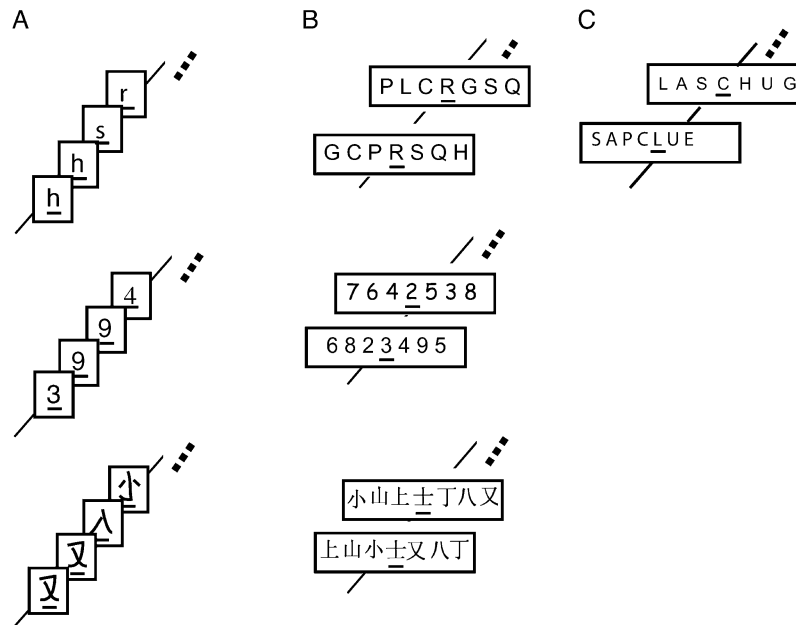 A
B
C
r
s
h
h
PLCRGSQ
GCPRSQH
LASCHUG
SAPCLUE
4
9
9
3
7642538
6823495
小
八
又
又
小山上士丁八又
上山小士又八丁